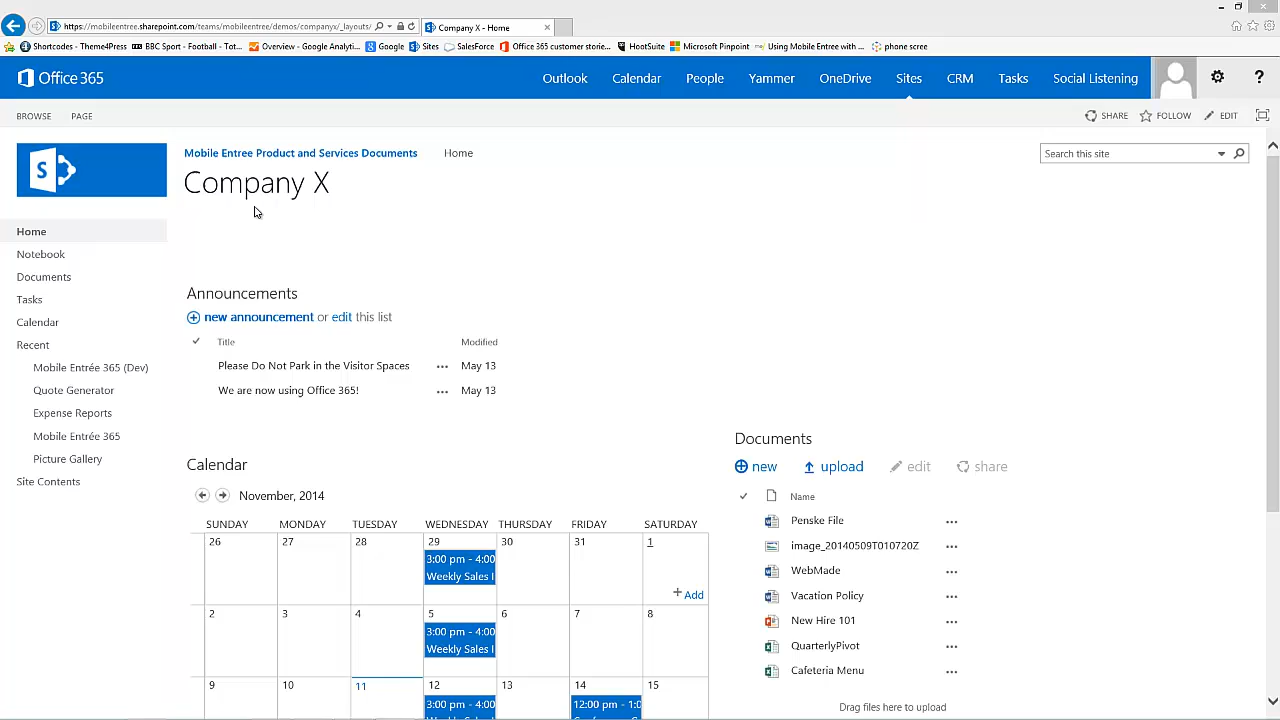 https://mobileentree.sharepoint.com/teams/mobileentree/demos/companyx/_layouts/
Company X - Home
Shortcodes - Theme4Press
BBC Sport - Football - Tot...
Overview - Google Analyti...
Google
Sites
SalesForce
Office 365 customer storie...
HootSuite
Microsoft Pinpoint
Using Mobile Entree with ...
phone scree
Office 365
Outlook
Calendar
People
Yammer
OneDrive
Sites
CRM
Tasks
Social Listening
?
BROWSE
PAGE
SHARE
FOLLOW
EDIT
S
Mobile Entree Product and Services Documents
Home
Search this site
Company X
Home
Notebook
Documents
Tasks
Calendar
Recent
Mobile Entrée 365 (Dev)
Quote Generator
Expense Reports
Mobile Entrée 365
Picture Gallery
Site Contents
Announcements
new announcement or edit this list
Title Modified
Please Do Not Park in the Visitor Spaces ... May 13
We are now using Office 365! ... May 13
Calendar
November, 2014
SUNDAY MONDAY TUESDAY WEDNESDAY THURSDAY FRIDAY SATURDAY
26 27 28 29 30 31 1
3:00 pm - 4:00
Weekly Sales I
+ Add
2 3 4 5 6 7 8
3:00 pm - 4:00
Weekly Sales I
9 10 11 12 13 14 15
3:00 pm - 4:00
12:00 pm - 1:0
Documents
new
upload
edit
share
Name
Penske File ...
image_20140509T010720Z ...
WebMade ...
Vacation Policy ...
New Hire 101 ...
QuarterlyPivot ...
Cafeteria Menu ...
Drag files here to upload